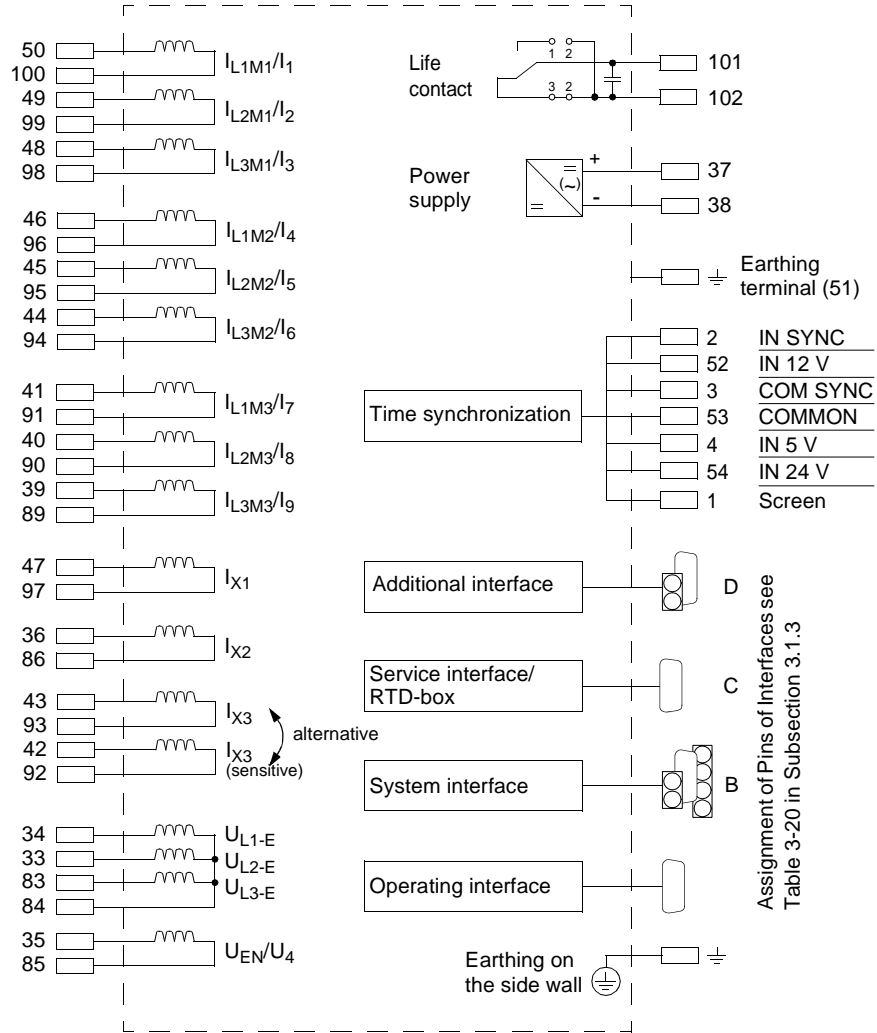 50
100
I_L1M1/I_1
49
99
I_L2M1/I_2
48
98
I_L3M1/I_3
46
96
I_L1M2/I_4
45
95
I_L2M2/I_5
44
94
I_L3M2/I_6
41
91
I_L1M3/I_7
40
90
I_L2M3/I_8
39
89
I_L3M3/I_9
47
97
I_X1
36
86
I_X2
43
93
I_X3
42
92
I_X3
(sensitive)
alternative
34
U_L1-E
33
U_L2-E
83
U_L3-E
84
35
85
U_EN/U_4
Life
contact
1 2
3 2
101
102
Power
supply
=
(~)
=
+
-
37
38
Earthing
terminal (51)
Time synchronization
2 IN SYNC
52 IN 12 V
3 COM SYNC
53 COMMON
4 IN 5 V
54 IN 24 V
1 Screen
Additional interface
D
Service interface/
RTD-box
C
System interface
B
Operating interface
Earthing on
the side wall
Assignment of Pins of Interfaces see
Table 3-20 in Subsection 3.1.3